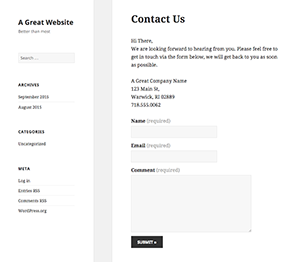 A Great Website
Better than most
Search ...
ARCHIVES
September 2015
August 2015
CATEGORIES
Uncategorized
META
Log in
Entries RSS
Comments RSS
WordPress.org
Contact Us
Hi There,
We are looking forward to hearing from you. Please feel free to
get in touch via the form below, we will get back to you as soon
as possible.
A Great Company Name
123 Main St,
Warwick, RI 02889
718.555.0062
Name (required)
Email (required)
Comment (required)
SUBMIT »